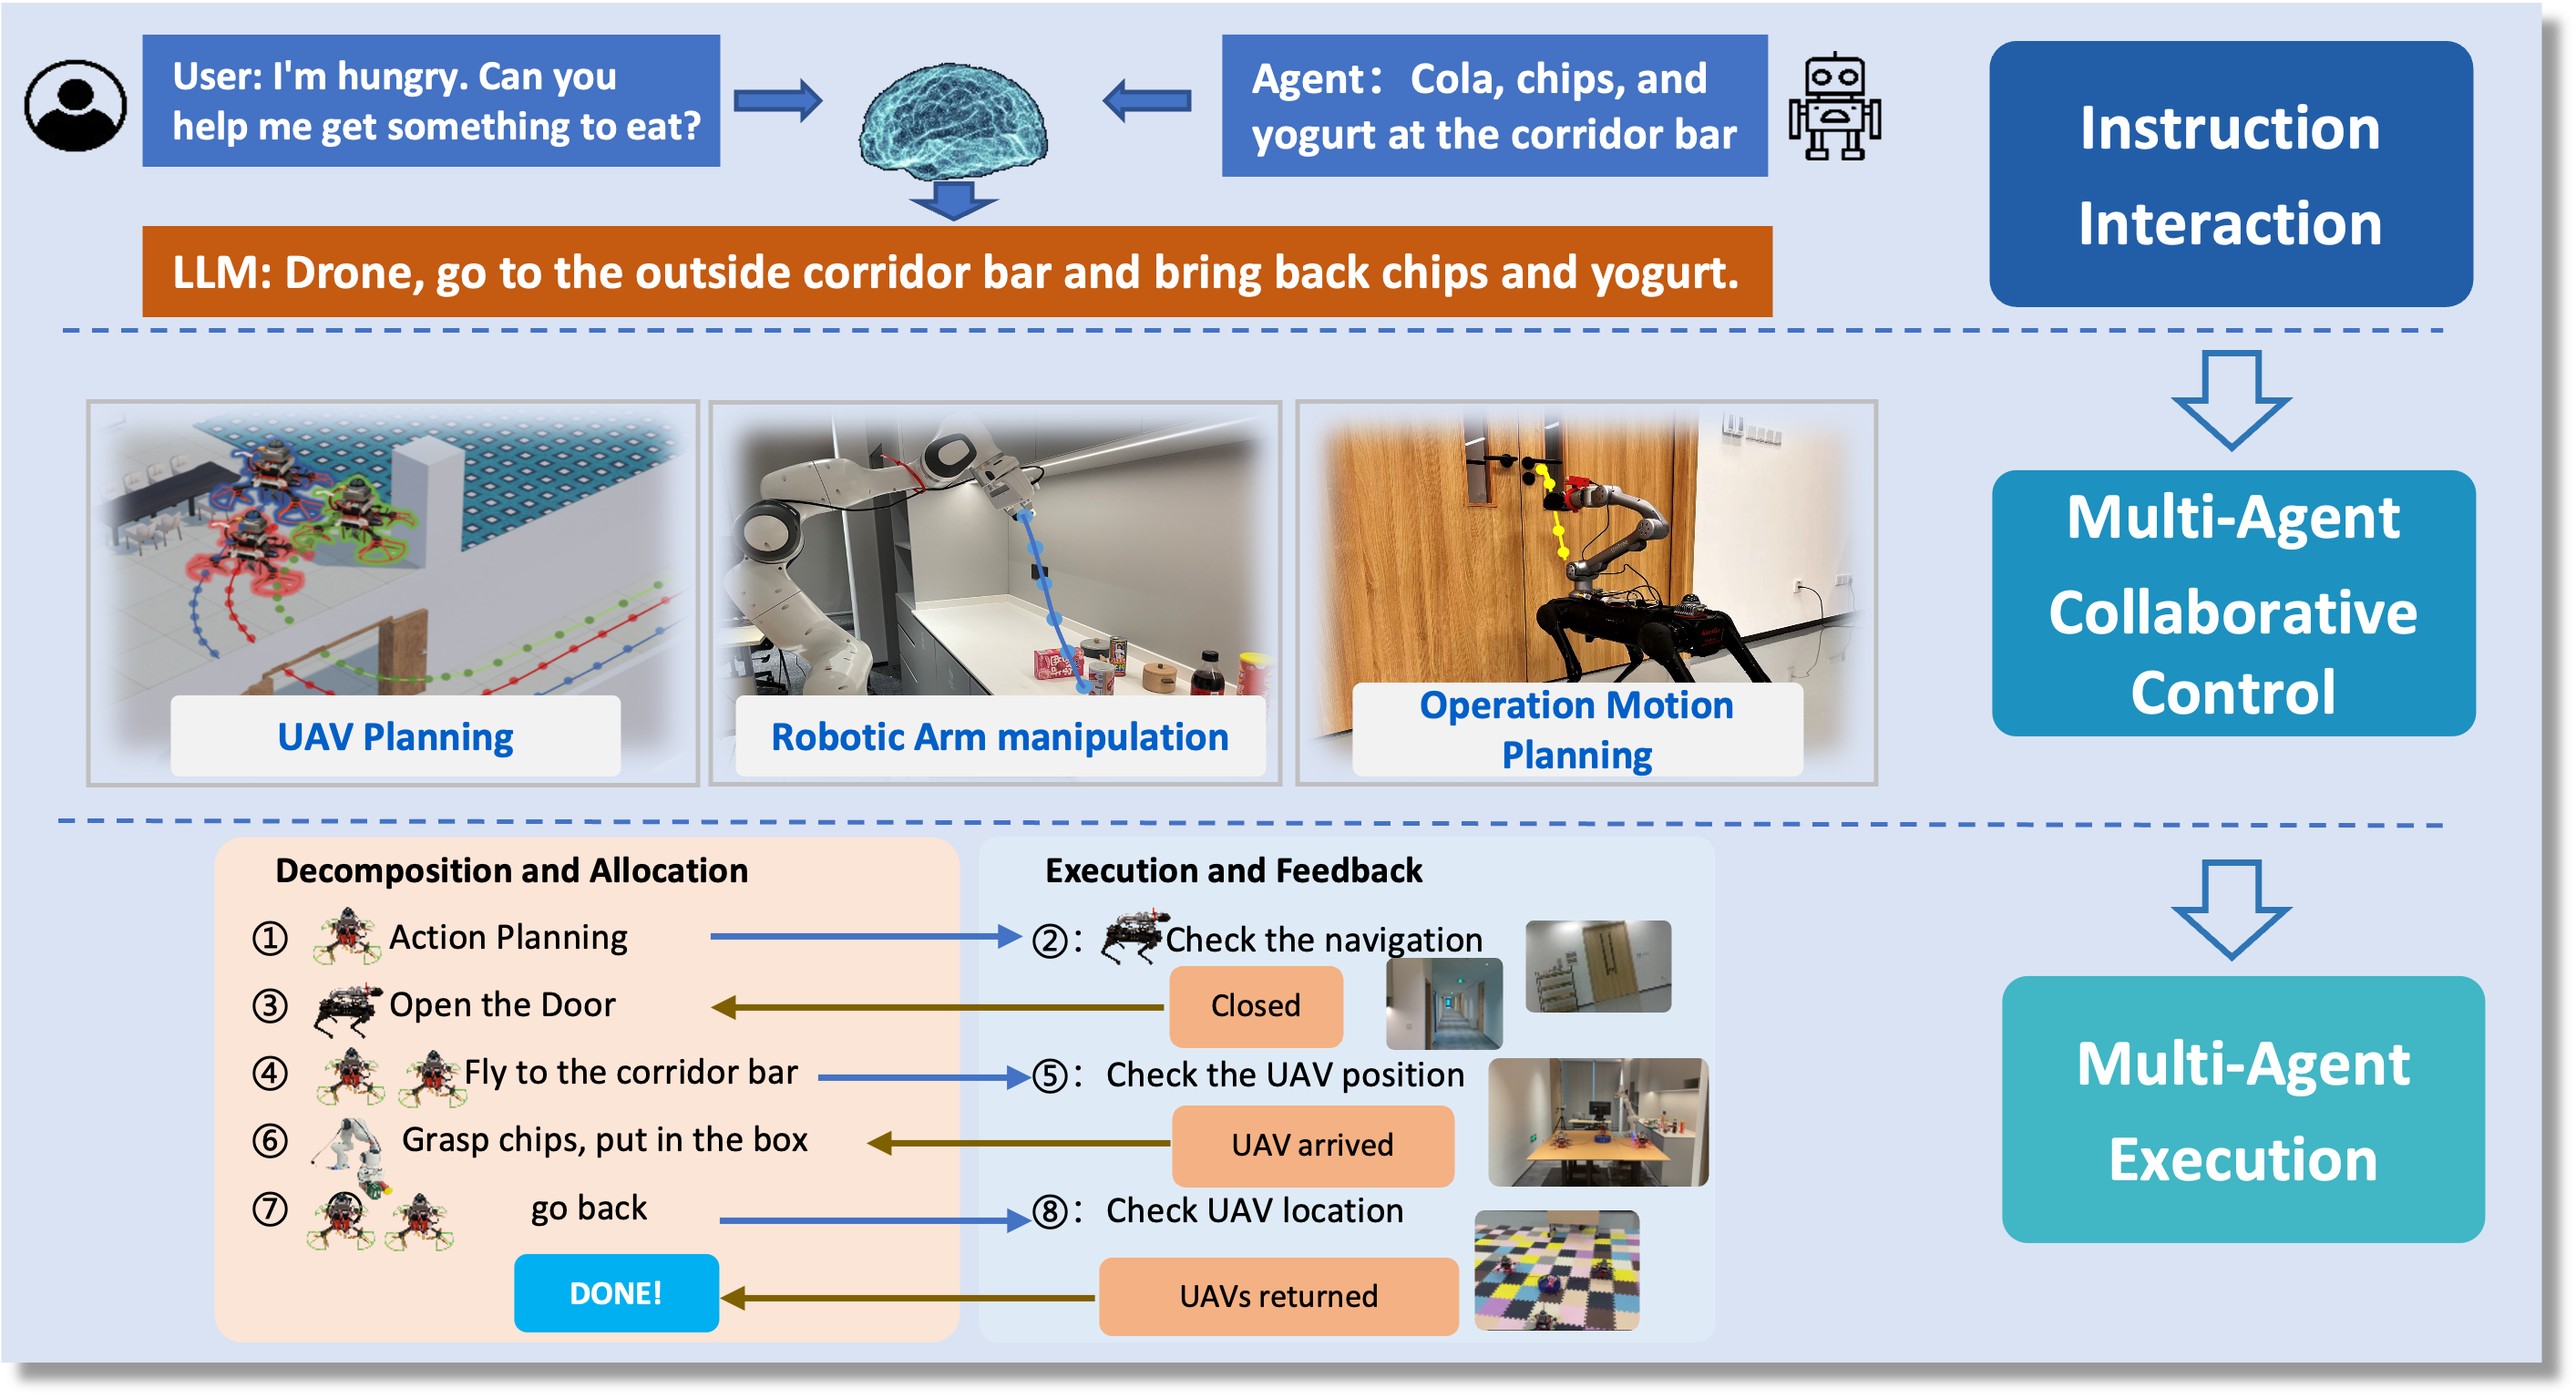 User: I'm hungry. Can you
help me get something to eat?
Agent： Cola, chips, and
yogurt at the corridor bar
LLM: Drone, go to the outside corridor bar and bring back chips and yogurt.
Instruction
Interaction
UAV Planning
Robotic Arm manipulation
Operation Motion
Planning
Multi-Agent
Collaborative
Control
Decomposition and Allocation
Execution and Feedback
① Action Planning
②： Check the navigation
③ Open the Door
Closed
④ Fly to the corridor bar
⑤： Check the UAV position
⑥ Grasp chips, put in the box
UAV arrived
⑦ go back
⑧： Check UAV location
DONE!
UAVs returned
Multi-Agent
Execution